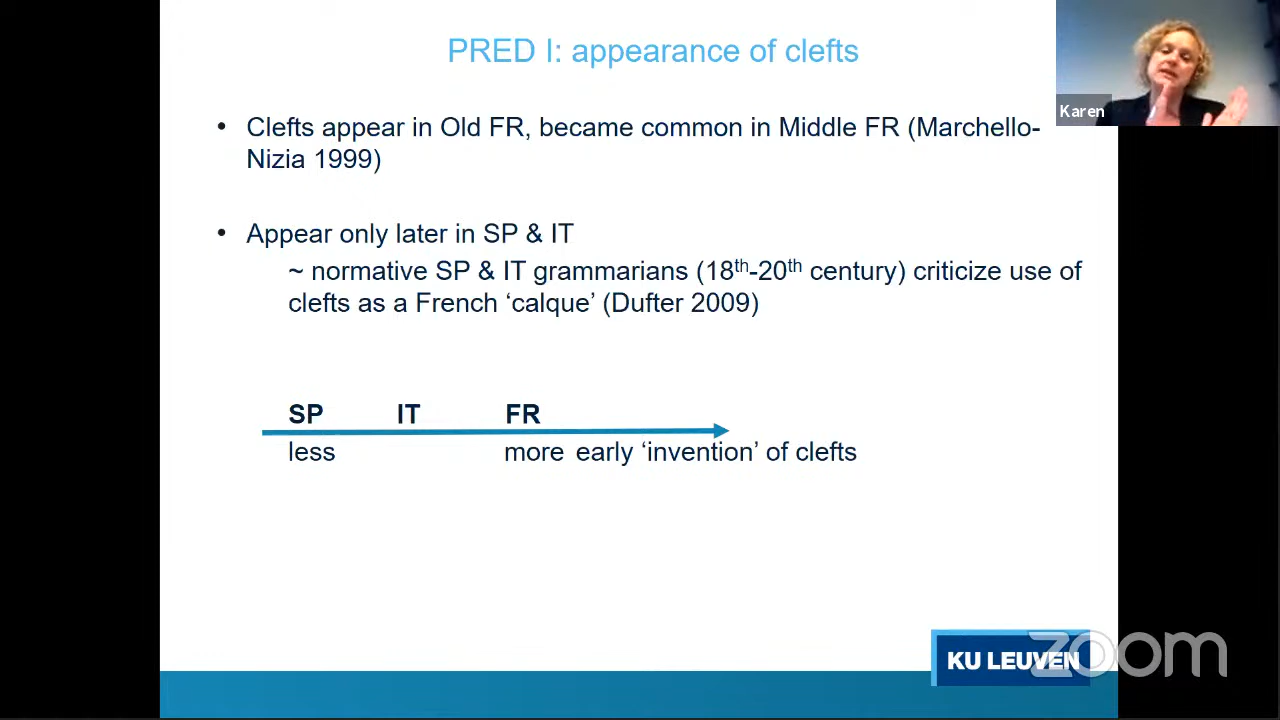 PRED I: appearance of clefts
Karen
• Clefts appear in Old FR, became common in Middle FR (Marchello-
Nizia 1999)
• Appear only later in SP & IT
~ normative SP & IT grammarians (18th-20th century) criticize use of
clefts as a French ‘calque’ (Dufter 2009)
SP IT FR
less more early ‘invention’ of clefts
KU LEUVEN
zoom